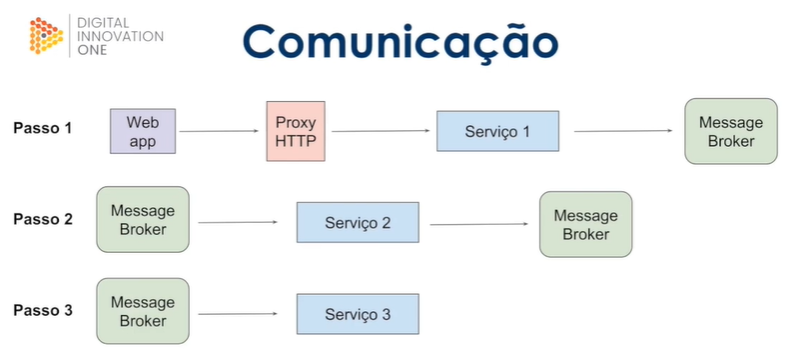 DIGITAL
INNOVATION
ONE
Comunicação
Passo 1
Web
app
Proxy
HTTP
Serviço 1
Message
Broker
Passo 2
Message
Broker
Serviço 2
Message
Broker
Passo 3
Message
Broker
Serviço 3